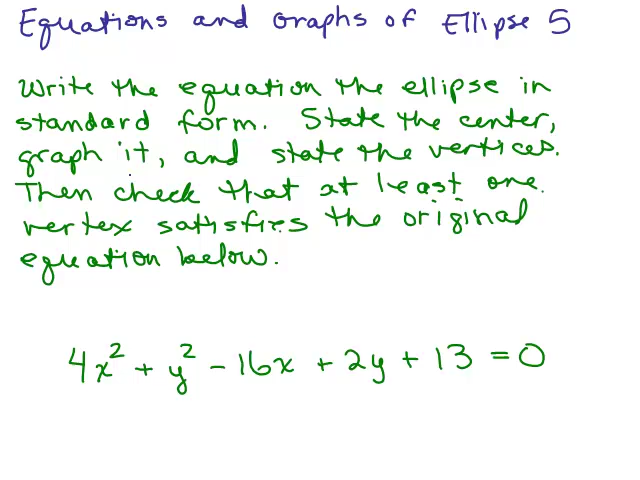 Equations and Graphs of Ellipse 5
Write the equation the ellipse in
standard form. State the center,
graph it, and state the vertices.
Then check that at least one
vertex satisfies the original
equation below.
4x² + y² - 16x + 2y + 13 = 0